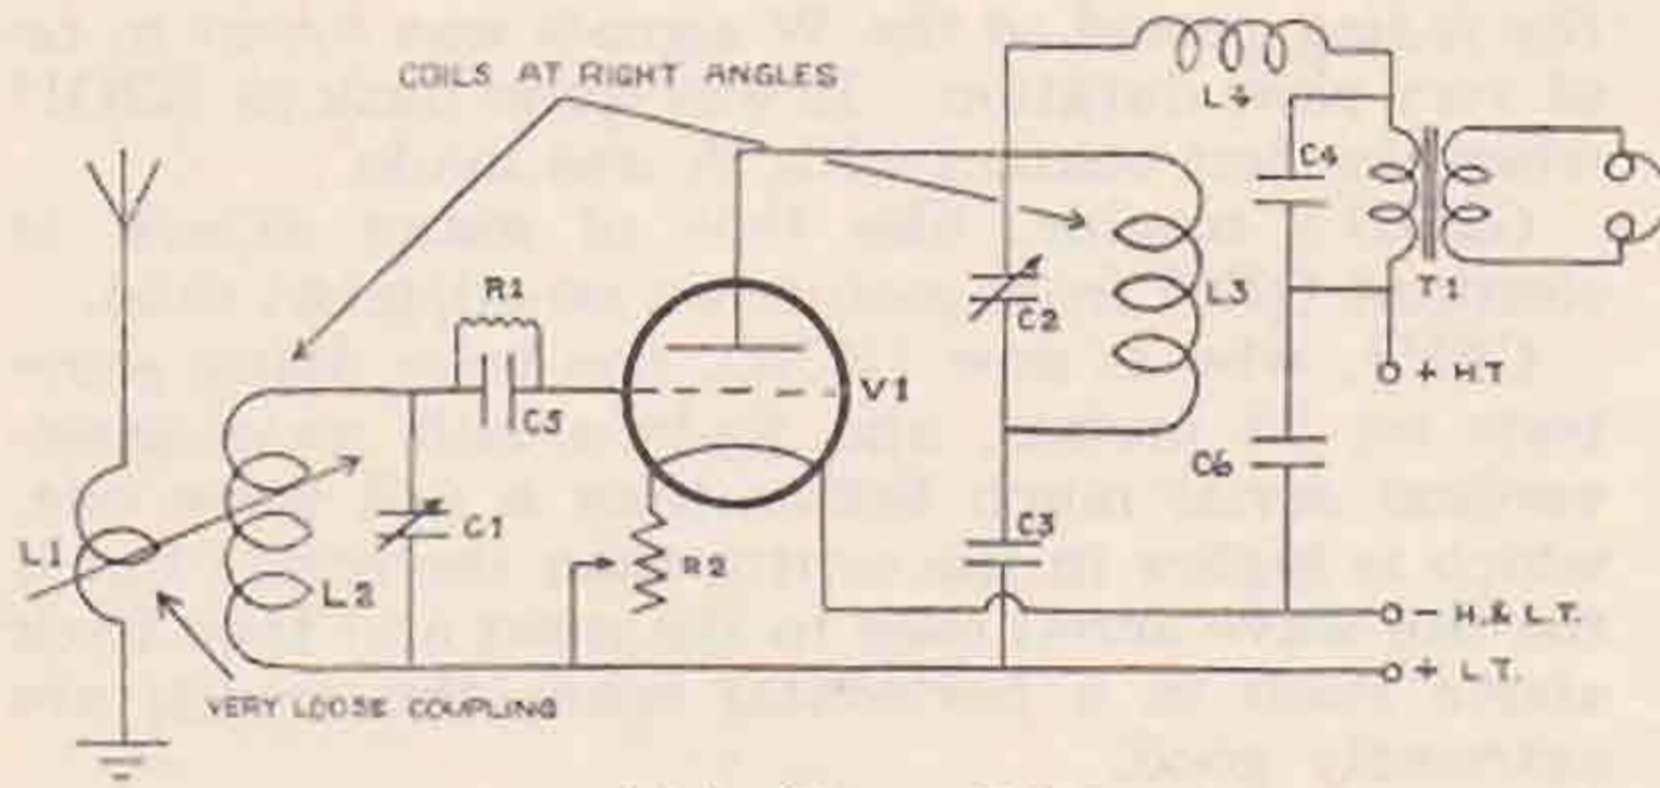 COILS AT RIGHT ANGLES
L4
C4
R1
C2
L3
T1
+ H.T
V1
C5
C6
L1
C1
C3
R2
L2
- H.& L.T.
+ L.T.
VERY LOOSE COUPLING